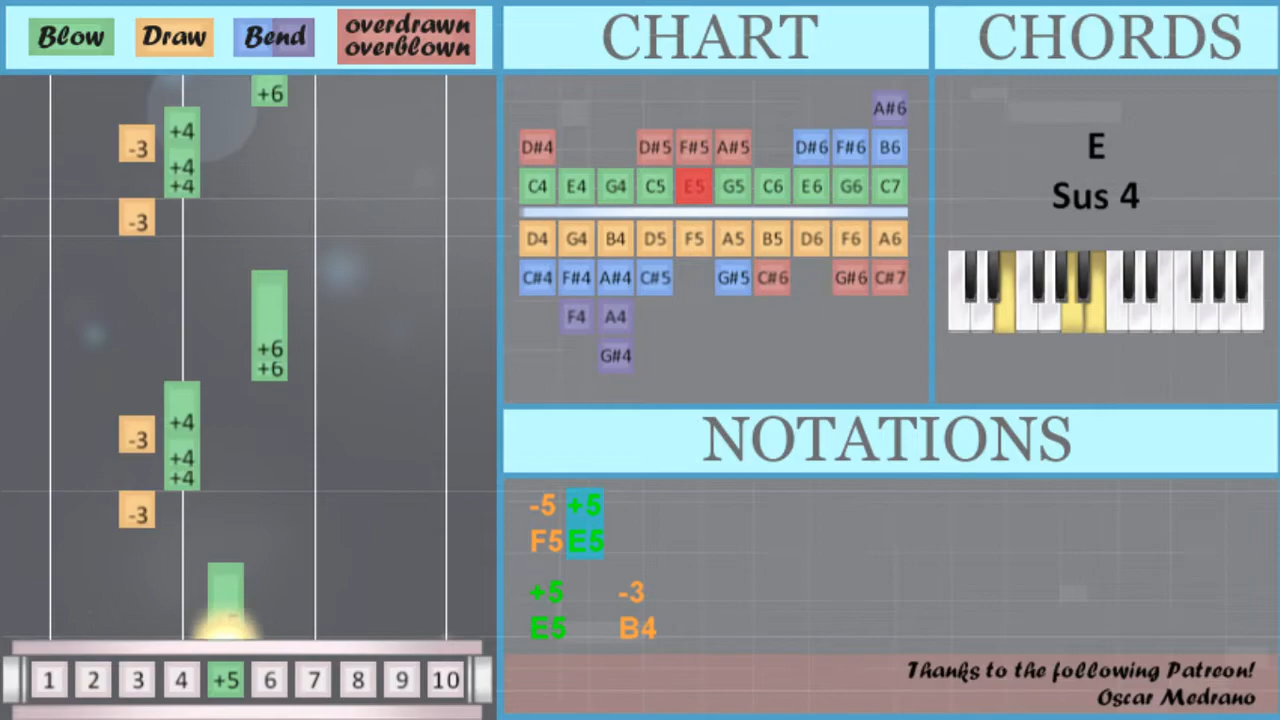 Blow Draw Bend overdrawn
overblown
CHART
CHORDS
+6
-3 +4
+4
+4
-3
+6
+6
-3 +4
+4
+4
-3
1 2 3 4 +5 6 7 8 9 10
A#6
D#4 D#5 F#5 A#5 D#6 F#6 B6
C4 E4 G4 C5 E5 G5 C6 E6 G6 C7
D4 G4 B4 D5 F5 A5 B5 D6 F6 A6
C#4 F#4 A#4 C#5 G#5 C#6 G#6 C#7
F4 A4
G#4
E
Sus 4
NOTATIONS
-5 +5
F5 E5
+5 -3
E5 B4
Thanks to the following Patreon!
Oscar Medrano